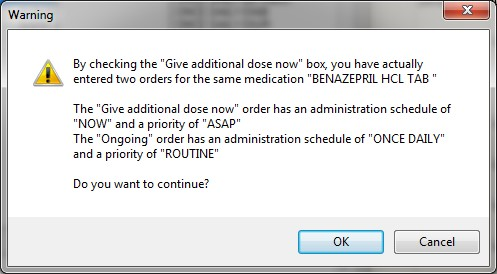 Warning
By checking the "Give additional dose now" box, you have actually
entered two orders for the same medication "BENAZEPRIL HCL TAB "
The "Give additional dose now" order has an administration schedule of
"NOW" and a priority of "ASAP"
The "Ongoing" order has an administration schedule of "ONCE DAILY"
and a priority of "ROUTINE"
Do you want to continue?
OK
Cancel